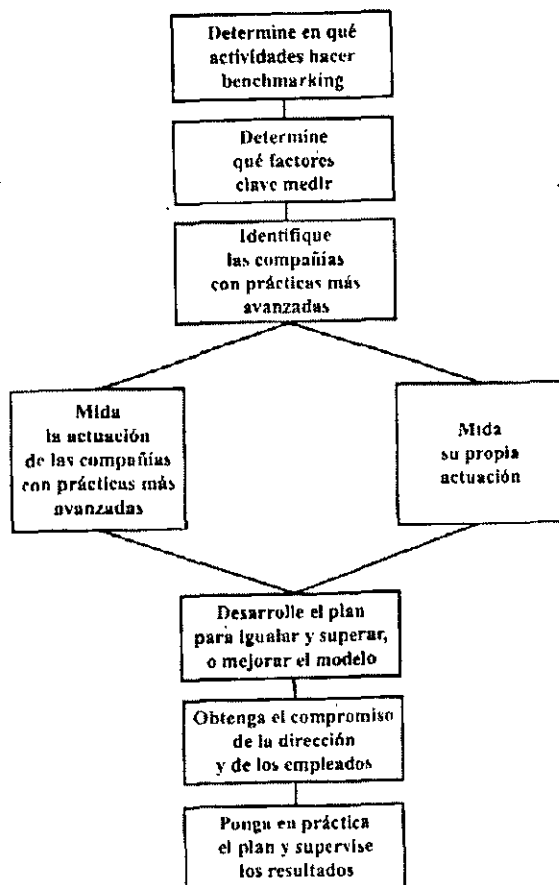 Determine en qué
actividades hacer
benchmarking
Determine
qué factores
clave medir
Identifique
las compañías
con prácticas más
avanzadas
Mida
la actuación
de las compañías
con prácticas más
avanzadas
Mida
su propia
actuación
Desarrolle el plan
para igualar y superar,
o mejorar el modelo
Obtenga el compromiso
de la dirección
y de los empleados
Ponga en práctica
el plan y supervise
los resultados